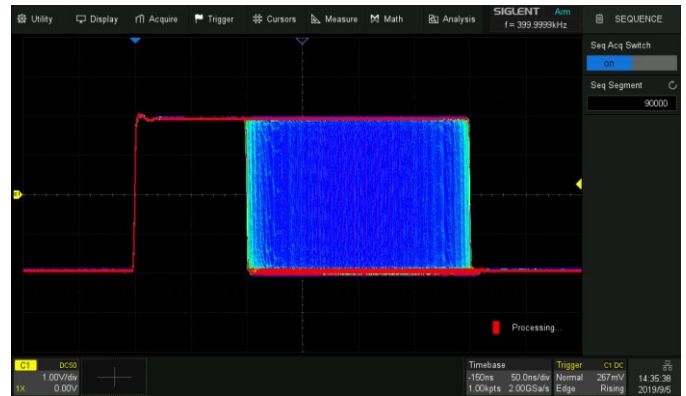 Utility Display Acquire Trigger Cursors Measure Math Analysis
SIGLENT Arm
f = 399.9999kHz
SEQUENCE
Seq Acq Switch
on
Seq Segment
90000
Processing...
C1 DC50
1.00V/div
1X 0.00V
Timebase
-150ns 50.0ns/div
1.00kpts 2.00GSa/s
Trigger C1 DC
Normal 267mV
Edge Rising
14:35:38
2019/9/5